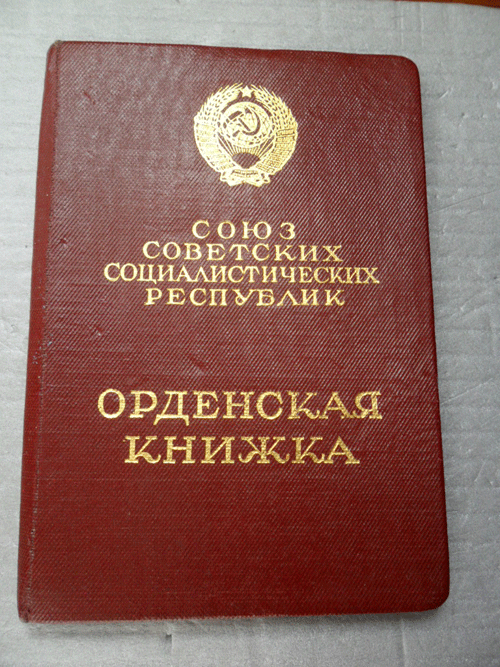 СОЮЗ
СОВЕТСКИХ
СОЦИАЛИСТИЧЕСКИХ
РЕСПУБЛИК
ОРДЕНСКАЯ
КНИЖКА